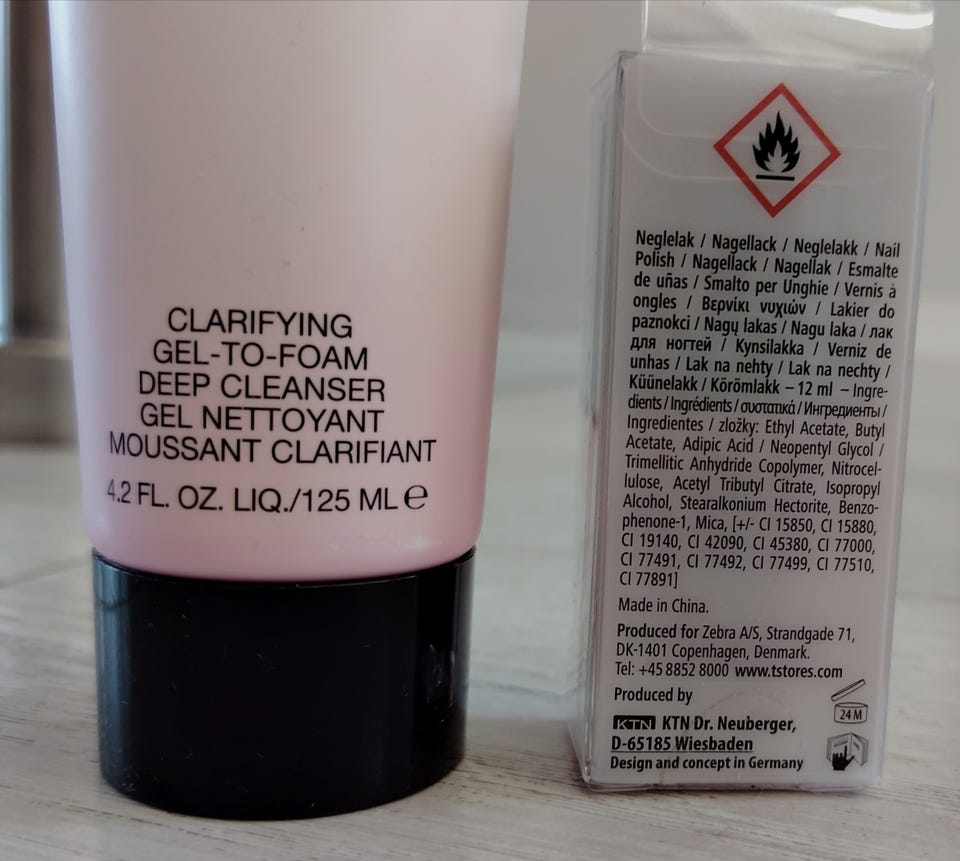 CLARIFYING
GEL-TO-FOAM
DEEP CLEANSER
GEL NETTOYANT
MOUSSANT CLARIFIANT
4.2 FL. OZ. LIQ./125 ML ℮
Neglelak / Nagellack / Neglelakk / Nail
Polish / Nagellack / Nagellak / Esmalte
de uñas / Smalto per Unghie / Vernis à
ongles / Βερνίκι νυχιών / Lakier do
paznokci / Nagų lakas / Nagu laka / лак
для ногтей / Kynsilakka / Verniz de
unhas / Lak na nehty / Lak na nechty /
Küünelakk / Körömlakk – 12 ml – Ingre-
dients / Ingrédients / συστατικά / Ингредиенты /
Ingredientes / zložky: Ethyl Acetate, Butyl
Acetate, Adipic Acid / Neopentyl Glycol /
Trimellitic Anhydride Copolymer, Nitrocel-
lulose, Acetyl Tributyl Citrate, Isopropyl
Alcohol, Stearalkonium Hectorite, Benzo-
phenone-1, Mica, [+/- CI 15850, CI 15880,
CI 19140, CI 42090, CI 45380, CI 77000,
CI 77491, CI 77492, CI 77499, CI 77510,
CI 77891]
Made in China.
Produced for Zebra A/S, Strandgade 71,
DK-1401 Copenhagen, Denmark.
Tel: +45 8852 8000 www.tstores.com
Produced by
24 M
KTN KTN Dr. Neuberger,
D-65185 Wiesbaden
Design and concept in Germany